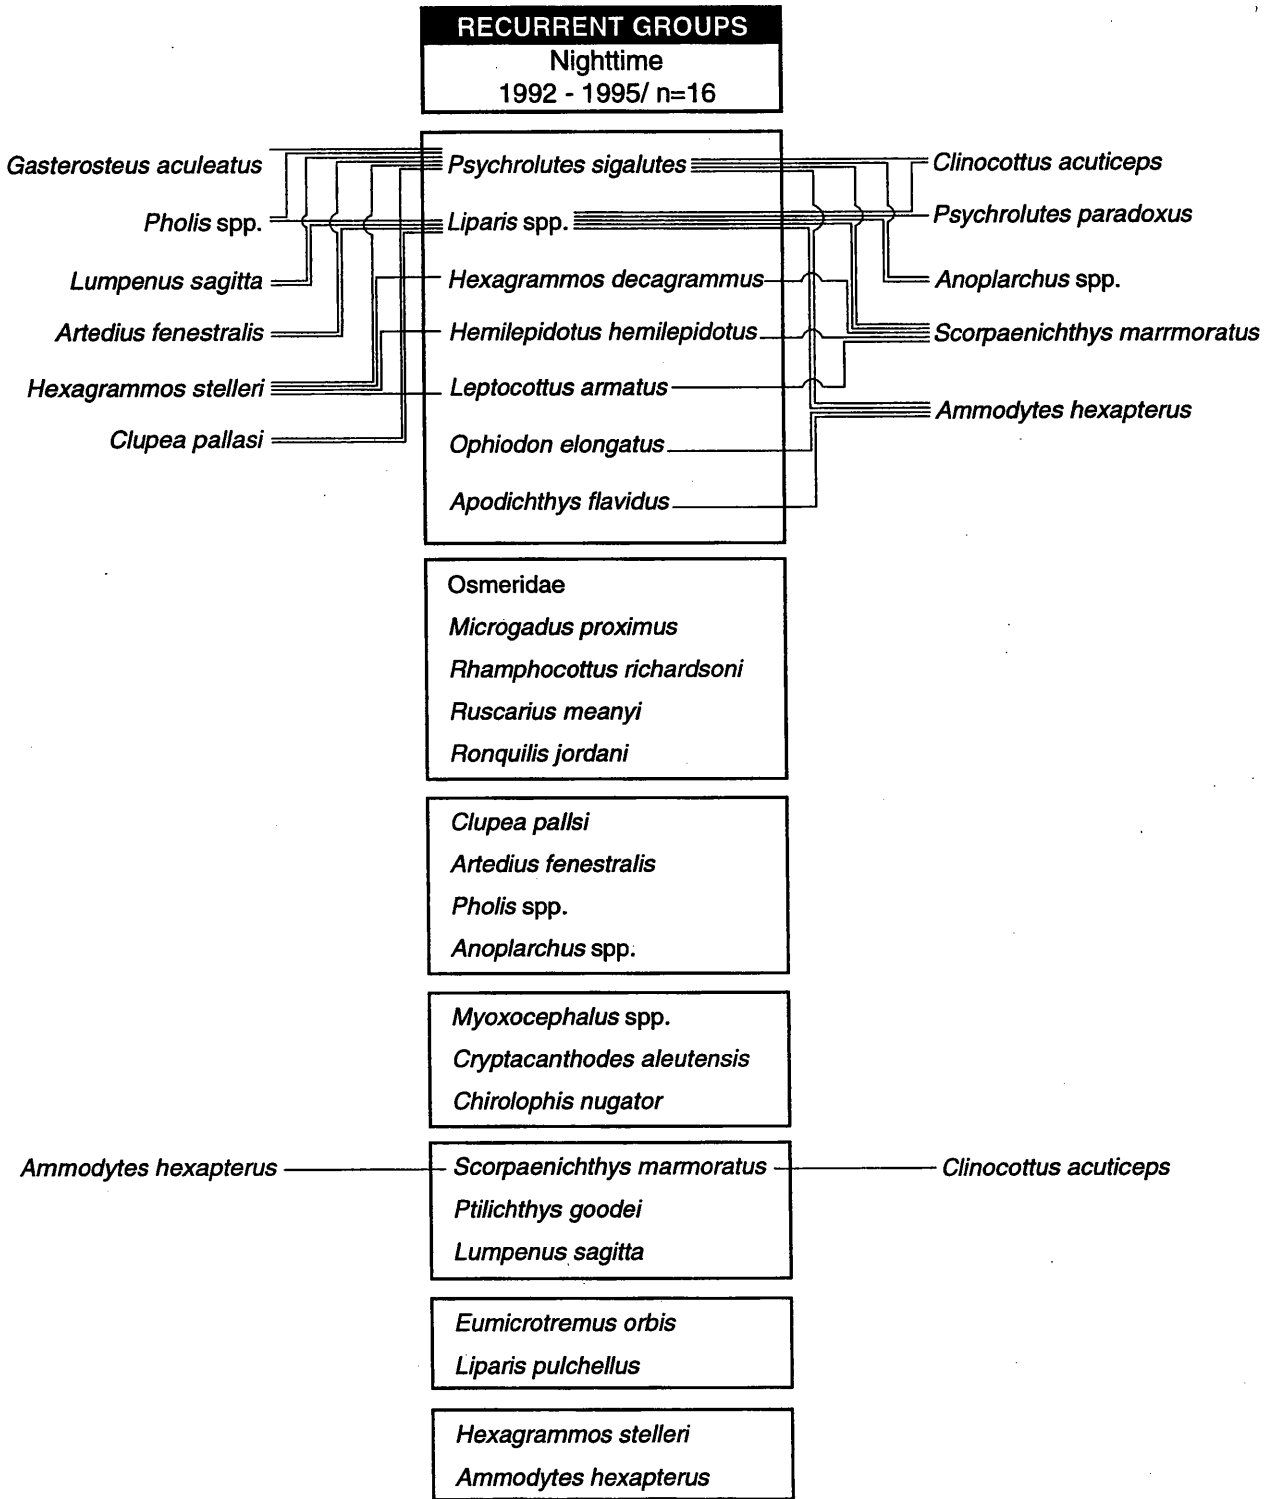 RECURRENT GROUPS
Nighttime
1992 - 1995/ n=16
Gasterosteus aculeatus
Psychrolutes sigalutes
Clinocottus acuticeps
Pholis spp.
Liparis spp.
Psychrolutes paradoxus
Lumpenus sagitta
Hexagrammos decagrammus
Anoplarchus spp.
Artedius fenestralis
Hemilepidotus hemilepidotus
Scorpaenichthys marrmoratus
Hexagrammos stelleri
Leptocottus armatus
Ammodytes hexapterus
Clupea pallasi
Ophiodon elongatus
Apodichthys flavidus
Osmeridae
Microgadus proximus
Rhamphocottus richardsoni
Ruscarius meanyi
Ronquilis jordani
Clupea pallsi
Artedius fenestralis
Pholis spp.
Anoplarchus spp.
Myoxocephalus spp.
Cryptacanthodes aleutensis
Chirolophis nugator
Ammodytes hexapterus
Scorpaenichthys marmoratus
Clinocottus acuticeps
Ptilichthys goodei
Lumpenus sagitta
Eumicrotremus orbis
Liparis pulchellus
Hexagrammos stelleri
Ammodytes hexapterus